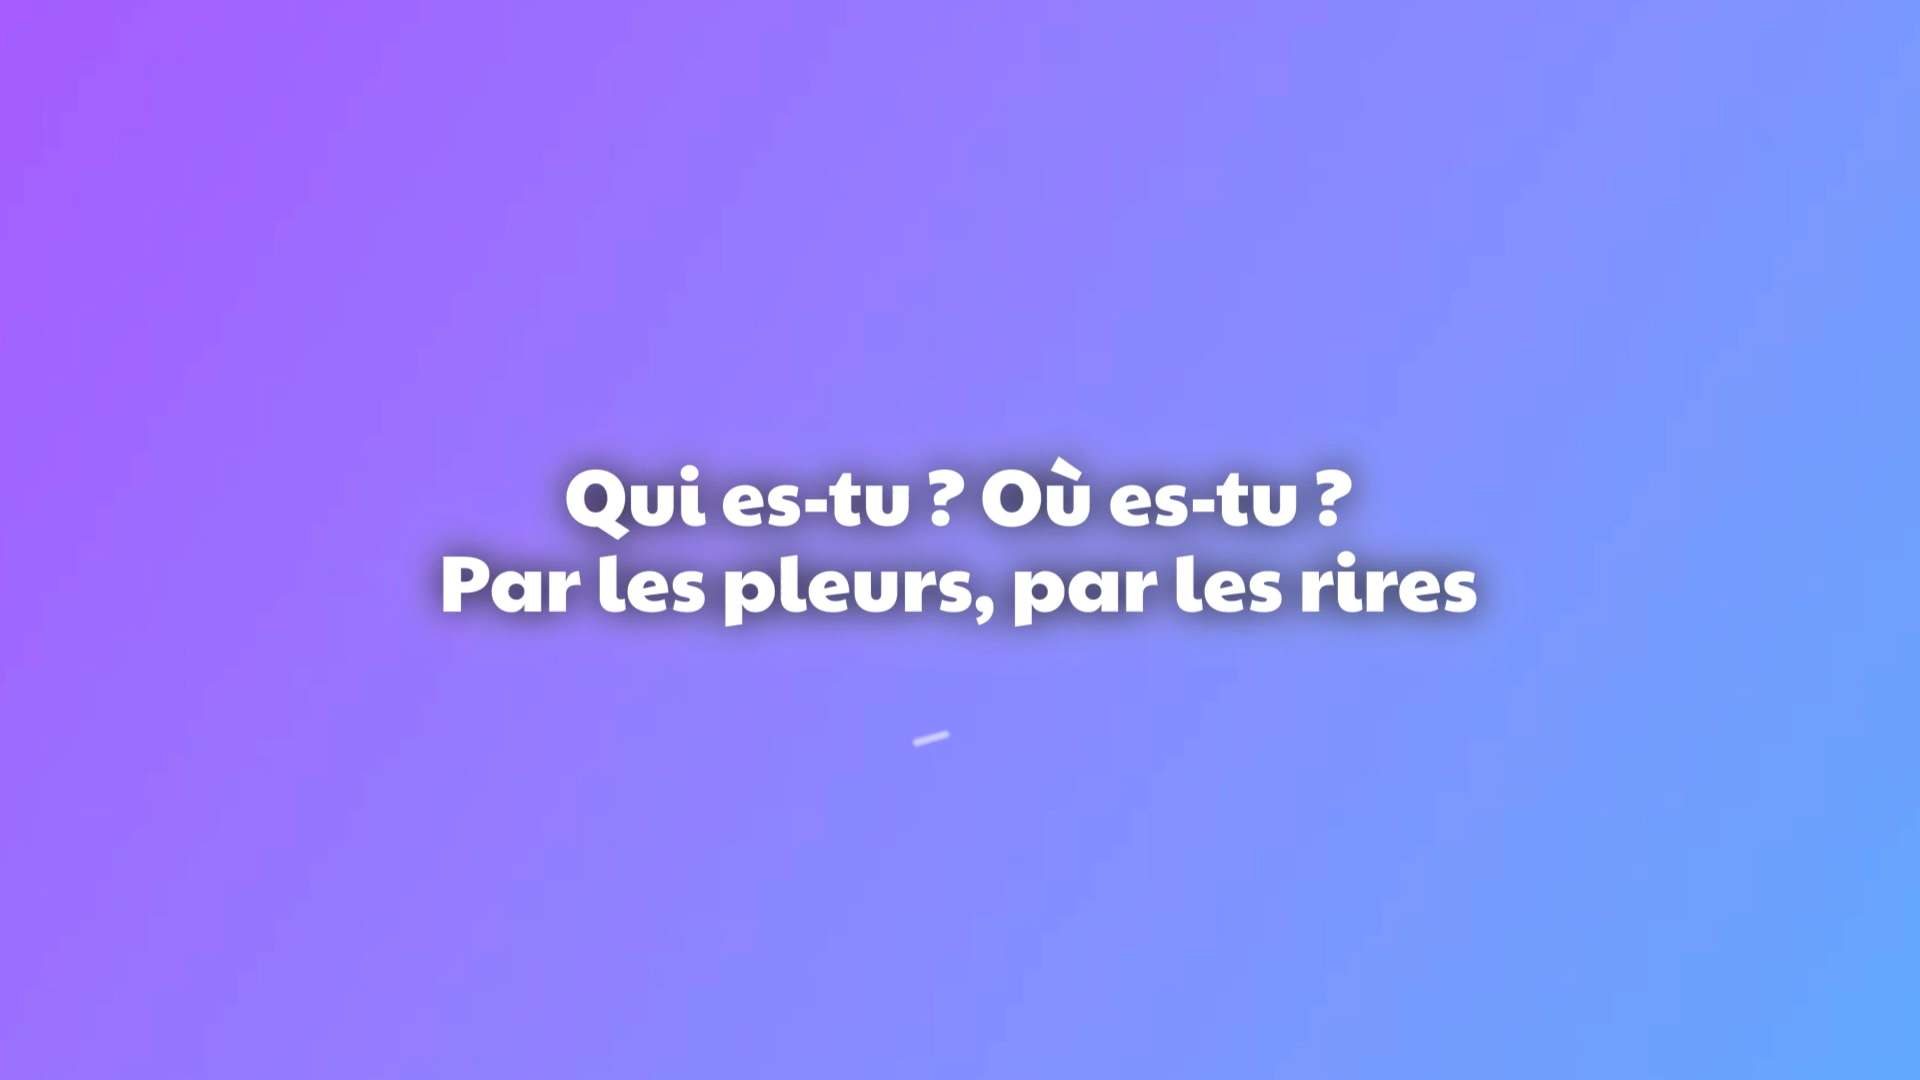 Qui es-tu ? Où es-tu ?
Par les pleurs, par les rires